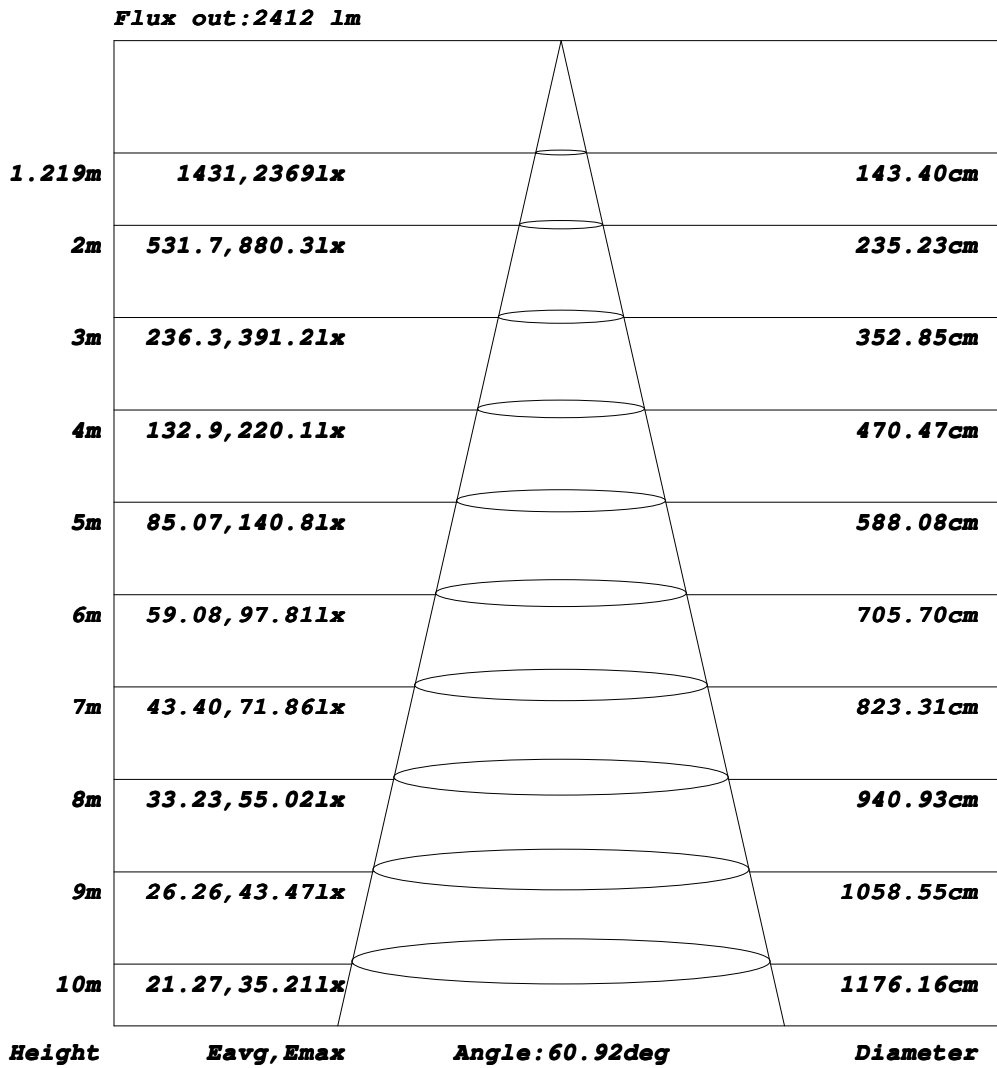 Flux out:2412 lm
1.219m 1431,2369lx 143.40cm
2m 531.7,880.3lx 235.23cm
3m 236.3,391.2lx 352.85cm
4m 132.9,220.1lx 470.47cm
5m 85.07,140.8lx 588.08cm
6m 59.08,97.81lx 705.70cm
7m 43.40,71.86lx 823.31cm
8m 33.23,55.02lx 940.93cm
9m 26.26,43.47lx 1058.55cm
10m 21.27,35.21lx 1176.16cm
Height Eavg,Emax Angle:60.92deg Diameter